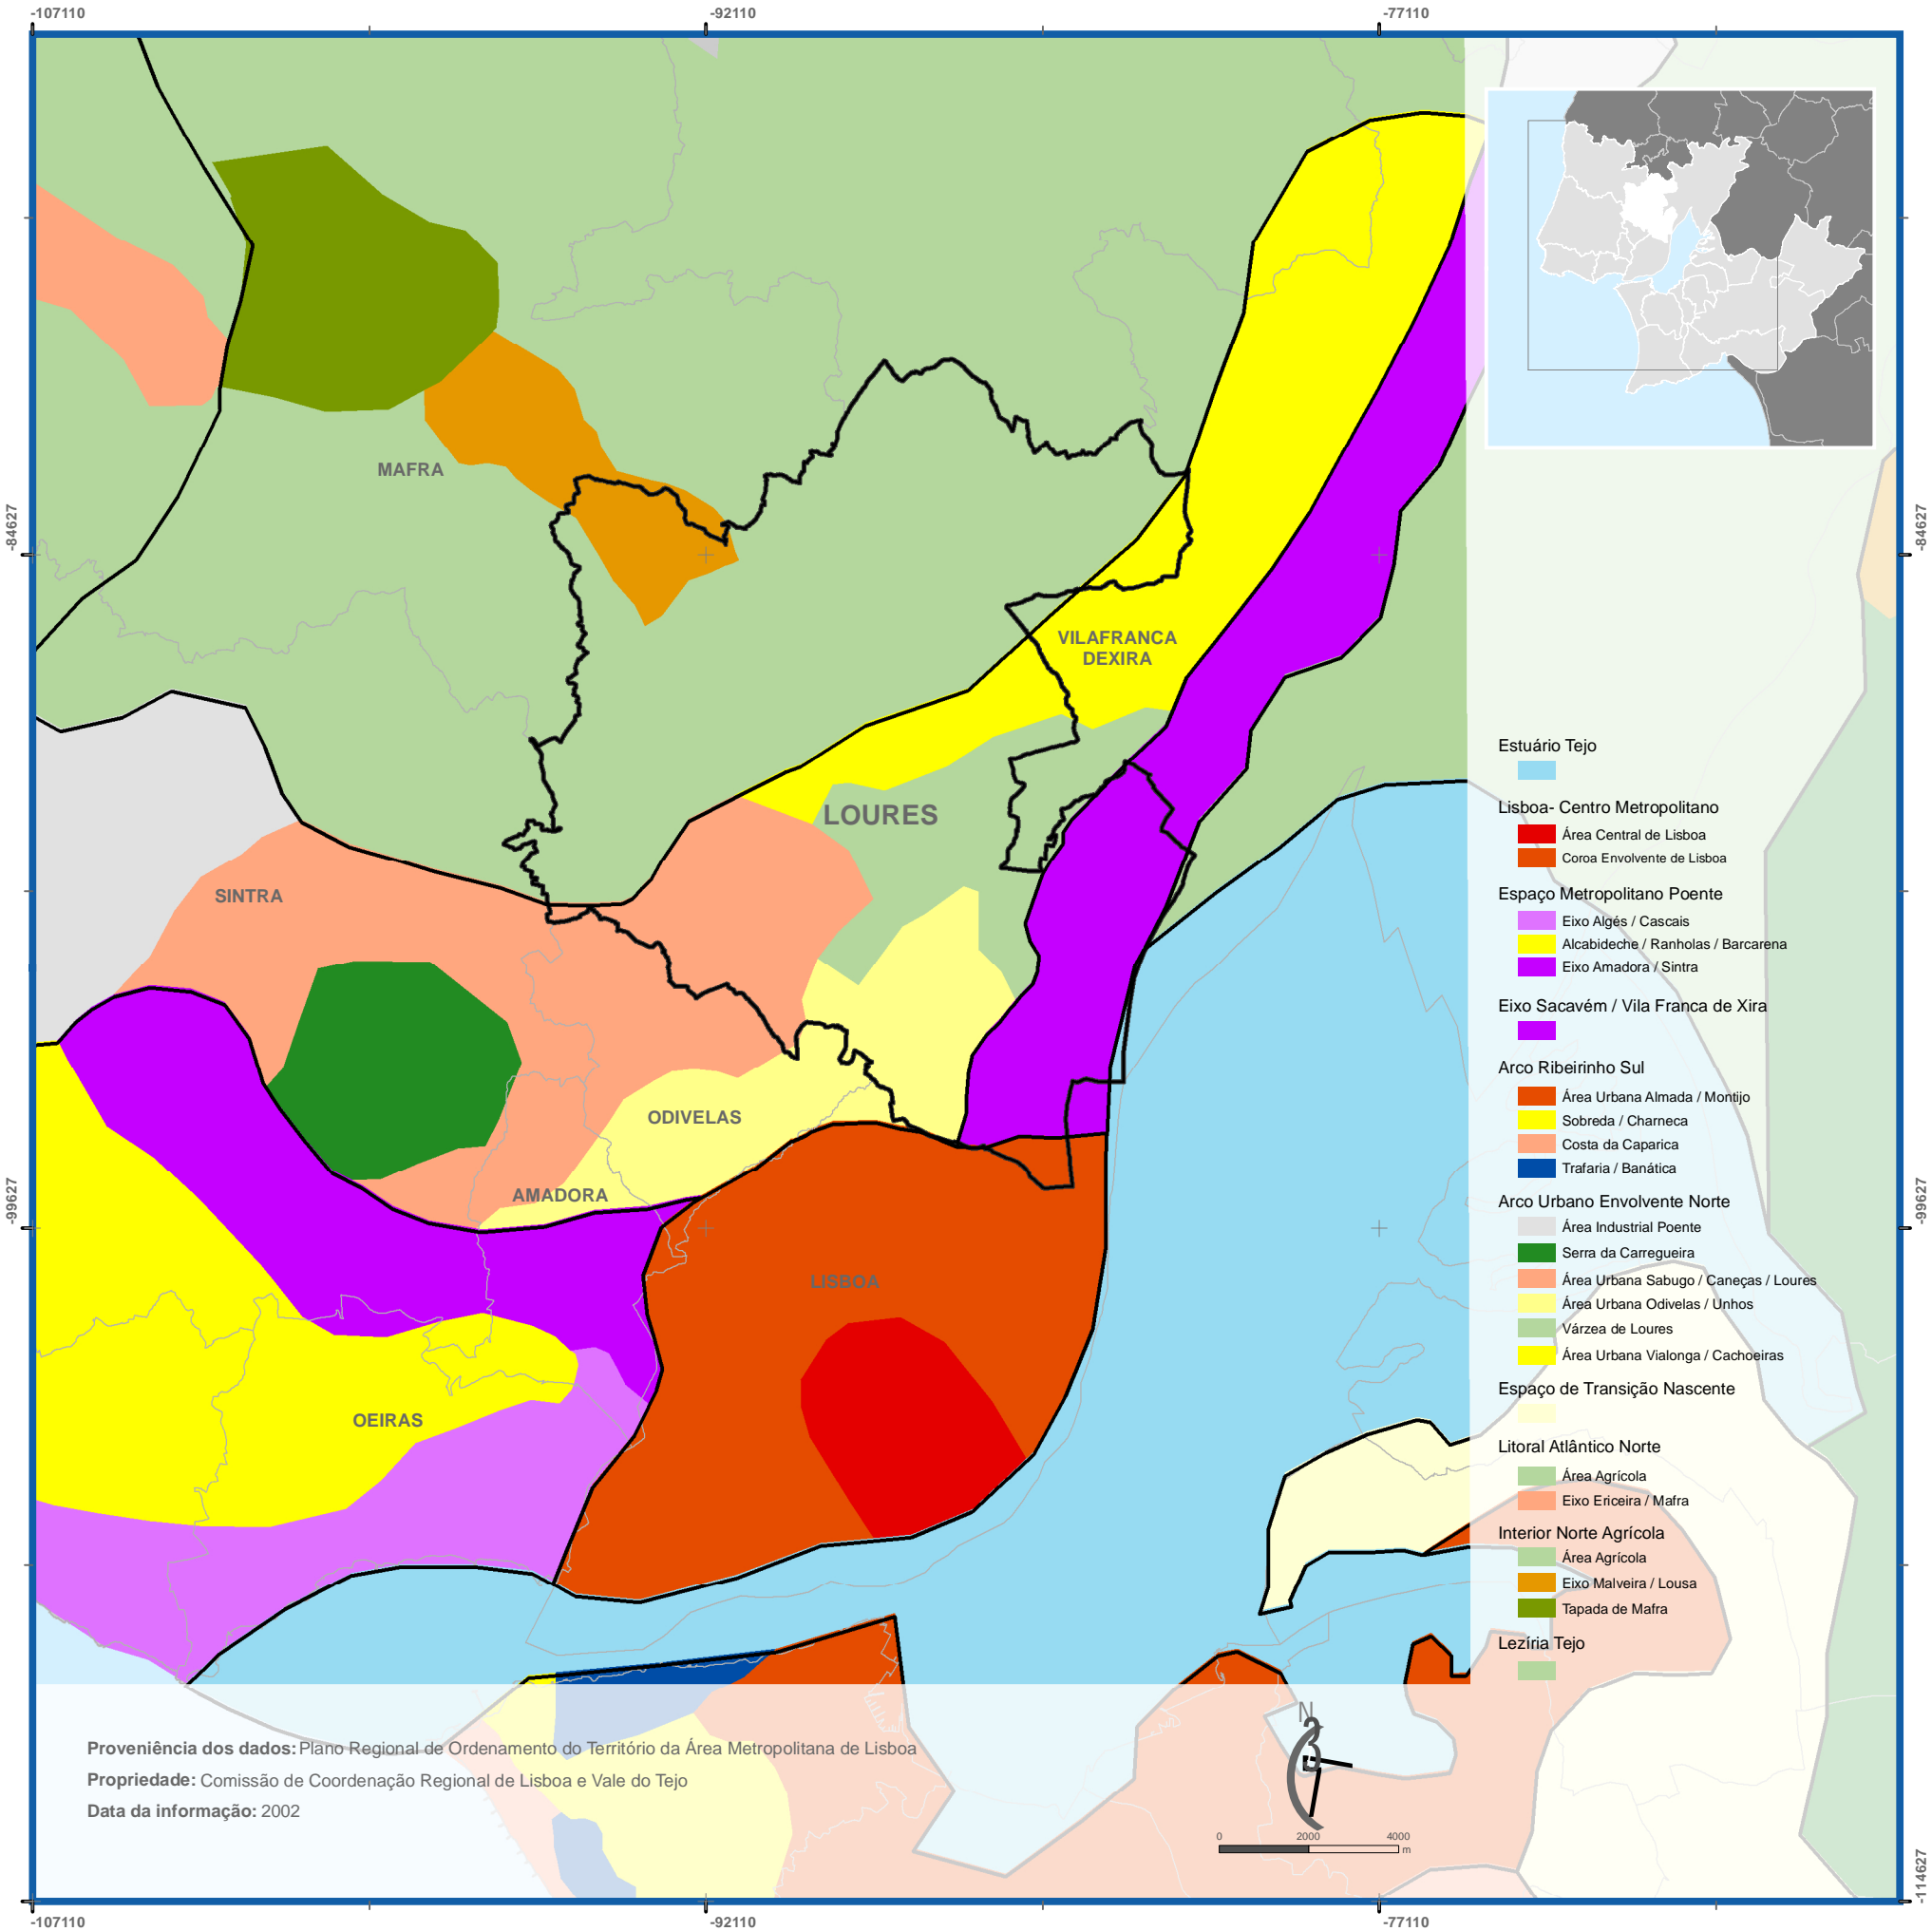 -107110
-92110
-77110
-84627
-84627
MAFRA
VILAFRANCA
DEXIRA
LOURES
SINTRA
ODIVELAS
AMADORA
LISBOA
OEIRAS
-99627
-99627
Estuário Tejo
Lisboa- Centro Metropolitano
Área Central de Lisboa
Coroa Envolvente de Lisboa
Espaço Metropolitano Poente
Eixo Algés / Cascais
Alcabideche / Ranholas / Barcarena
Eixo Amadora / Sintra
Eixo Sacavém / Vila Franca de Xira
Arco Ribeirinho Sul
Área Urbana Almada / Montijo
Sobreda / Charneca
Costa da Caparica
Trafaria / Banática
Arco Urbano Envolvente Norte
Área Industrial Poente
Serra da Carregueira
Área Urbana Sabugo / Caneças / Loures
Área Urbana Odivelas / Unhos
Várzea de Loures
Área Urbana Vialonga / Cachoeiras
Espaço de Transição Nascente
Litoral Atlântico Norte
Área Agrícola
Eixo Ericeira / Mafra
Interior Norte Agrícola
Área Agrícola
Eixo Malveira / Lousa
Tapada de Mafra
Lezíria Tejo
Proveniência dos dados: Plano Regional de Ordenamento do Território da Área Metropolitana de Lisboa
Propriedade: Comissão de Coordenação Regional de Lisboa e Vale do Tejo
Data da informação: 2002
N
0 2000 4000
m
-114627
-107110
-92110
-77110